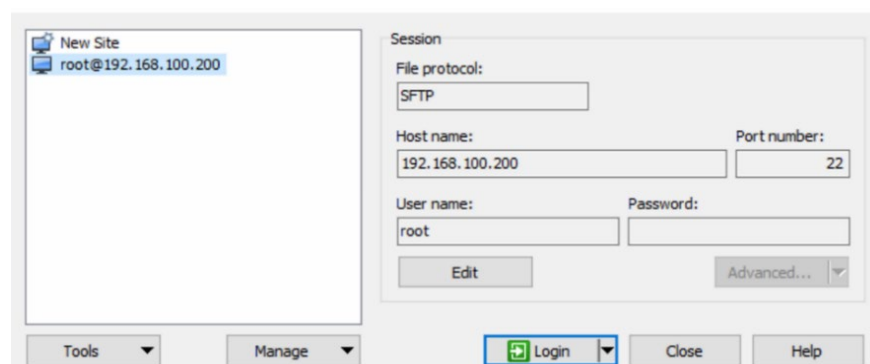 New Site
root@192.168.100.200
Session
File protocol:
SFTP
Host name:
Port number:
192.168.100.200
22
User name:
Password:
root
Edit
Advanced...
Tools
Manage
Login
Close
Help